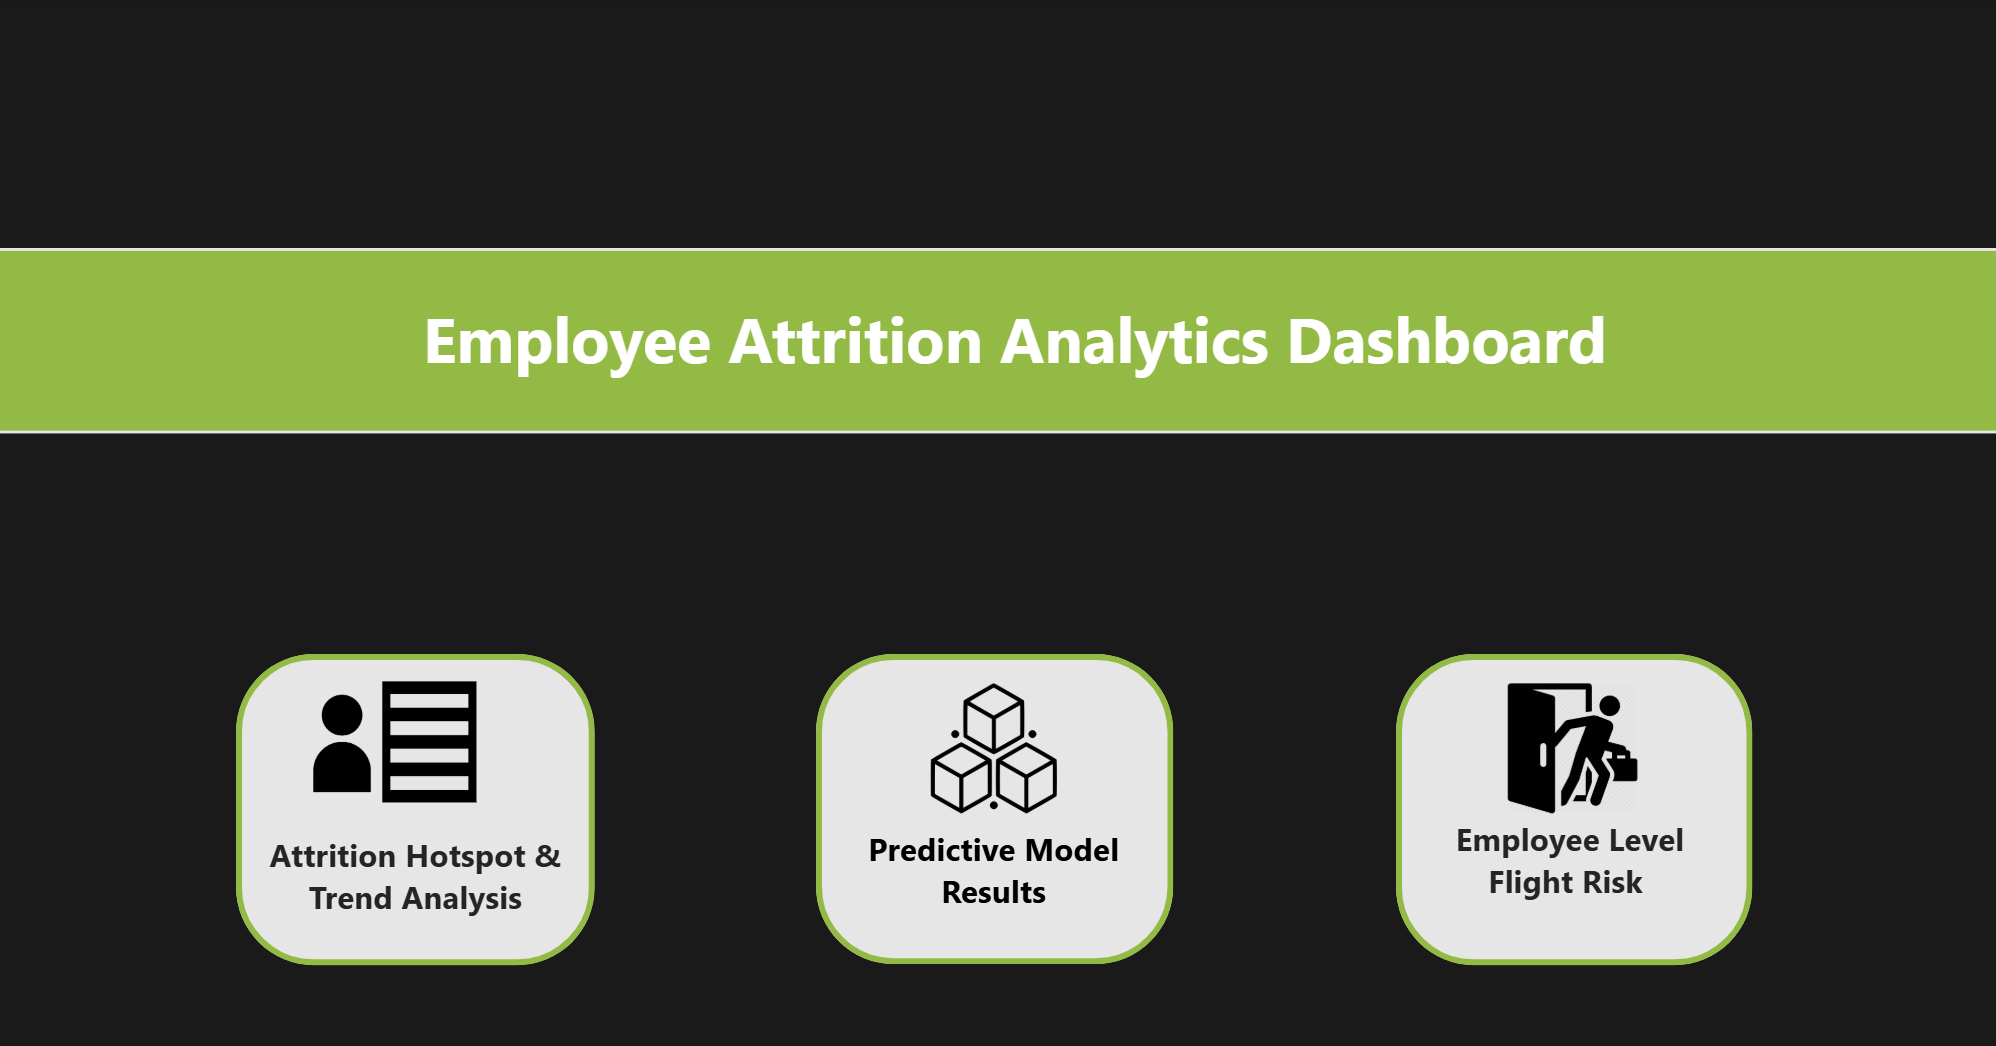 Employee Attrition Analytics Dashboard
Attrition Hotspot &
Trend Analysis
Predictive Model
Results
Employee Level
Flight Risk